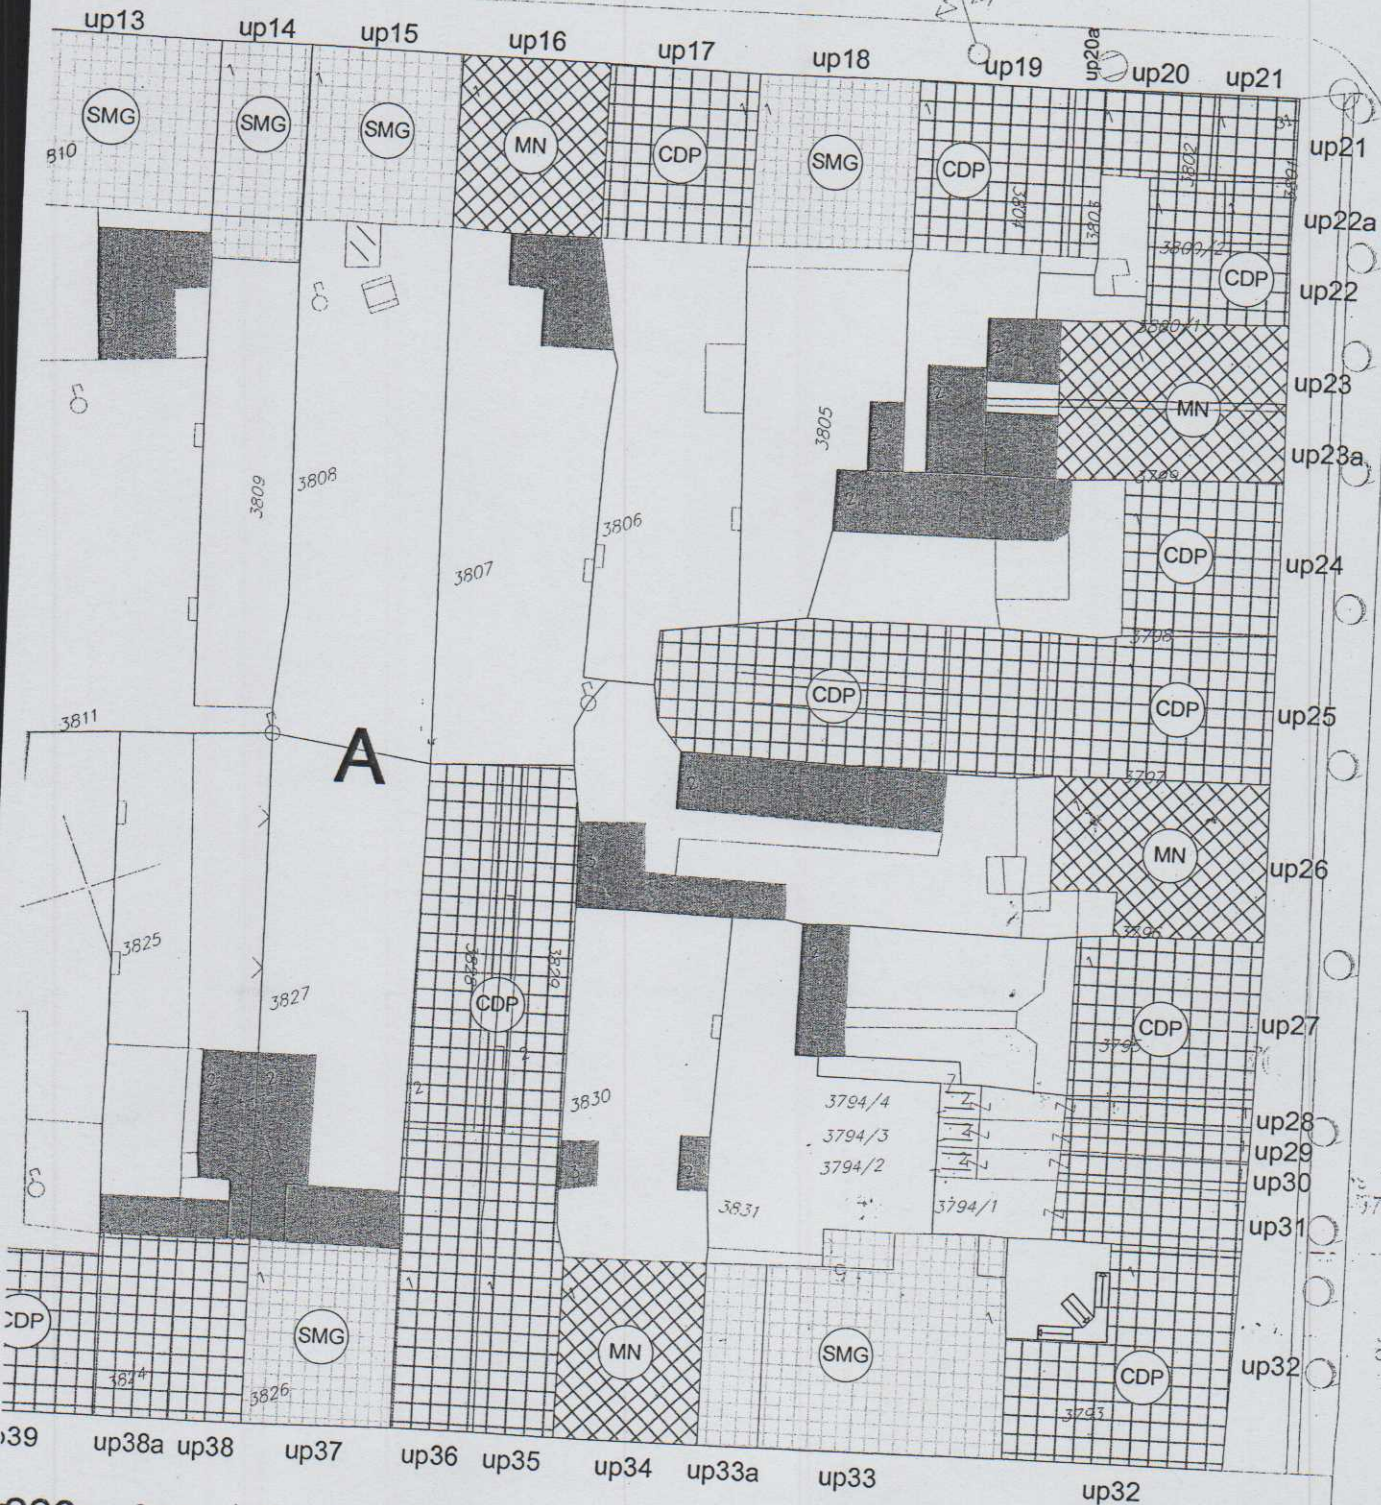 up13 up14 up15 up16 up17 up18 up19 up20a up20 up21
SMG SMG SMG MN CDP SMG CDP
up21
810
3802
3801
3804
3803
up22a
3800/2
CDP
up22
3800/1
up23
MN
up23a
3799
3805
3809
3808
3806
3807
CDP
up24
3798
CDP CDP
up25
3811
A
3797
MN
up26
3796
3825
3828
3829
3827
CDP
CDP
up27
3795
3830
3794/4
up28
3794/3
up29
3794/2
up30
3831
3794/1
up31
CDP SMG MN SMG CDP
up32
3824
3826
3793
up38a up38 up37 up36 up35 up34 up33a up33 up32